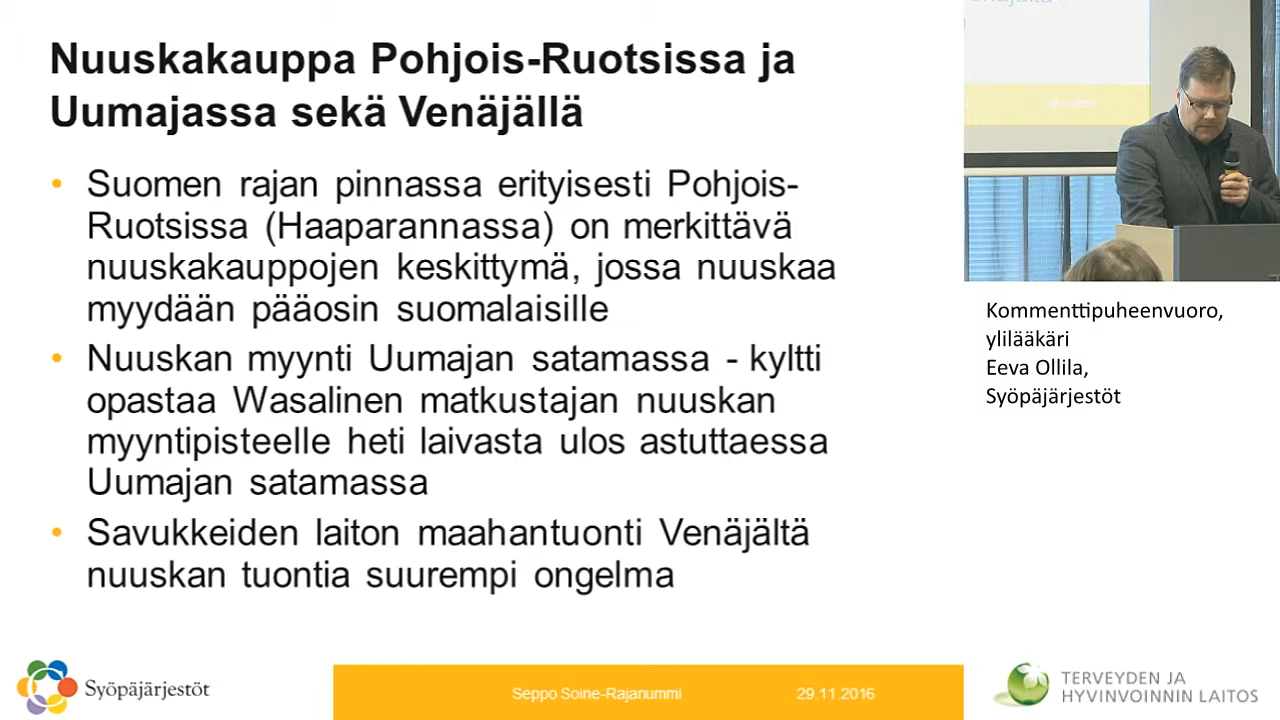 Nuuskakauppa Pohjois-Ruotsissa ja
Uumajassa sekä Venäjällä
• Suomen rajan pinnassa erityisesti Pohjois-
Ruotsissa (Haaparannassa) on merkittävä
nuuskakauppojen keskittymä, jossa nuuskaa
myydään pääosin suomalaisille
• Nuuskan myynti Uumajan satamassa - kyltti
opastaa Wasalinen matkustajan nuuskan
myyntipisteelle heti laivasta ulos astuttaessa
Uumajan satamassa
• Savukkeiden laiton maahantuonti Venäjältä
nuuskan tuontia suurempi ongelma
Kommenttipuheenvuoro,
ylilääkäri
Eeva Ollila,
Syöpäjärjestöt
Syöpäjärjestöt
Seppo Soine-Rajanummi
29.11.2016
TERVEYDEN JA
HYVINVOINNIN LAITOS